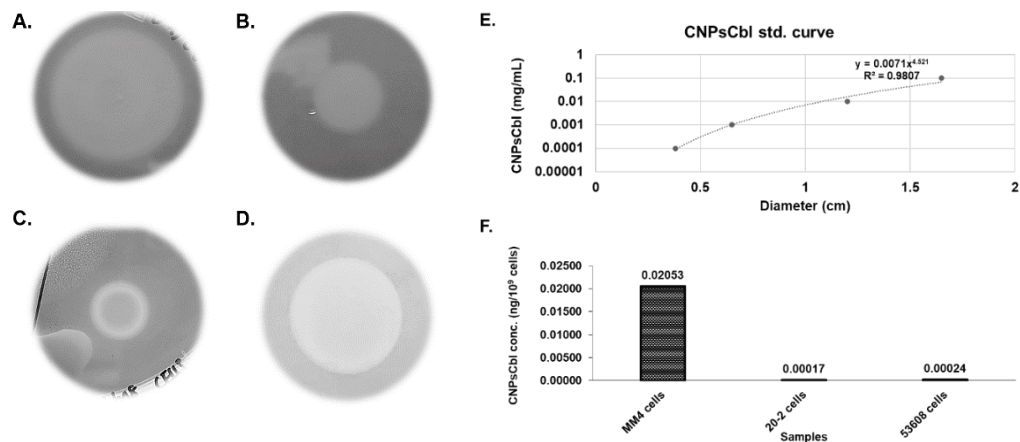 A.
B.
C.
D.
E.
CNPsCbl std. curve
CNPsCbl (mg/mL)
1
0.1
0.01
0.001
0.0001
0.00001
y = 0.0071x^4.521
R² = 0.9807
0
0.5
1
1.5
2
Diameter (cm)
F.
CNPsCbl conc. (ng/10⁹ cells)
0.02500
0.02000
0.01500
0.01000
0.00500
0.00000
0.02053
0.00017
0.00024
MM4 cells
20-2 cells
53608 cells
Samples